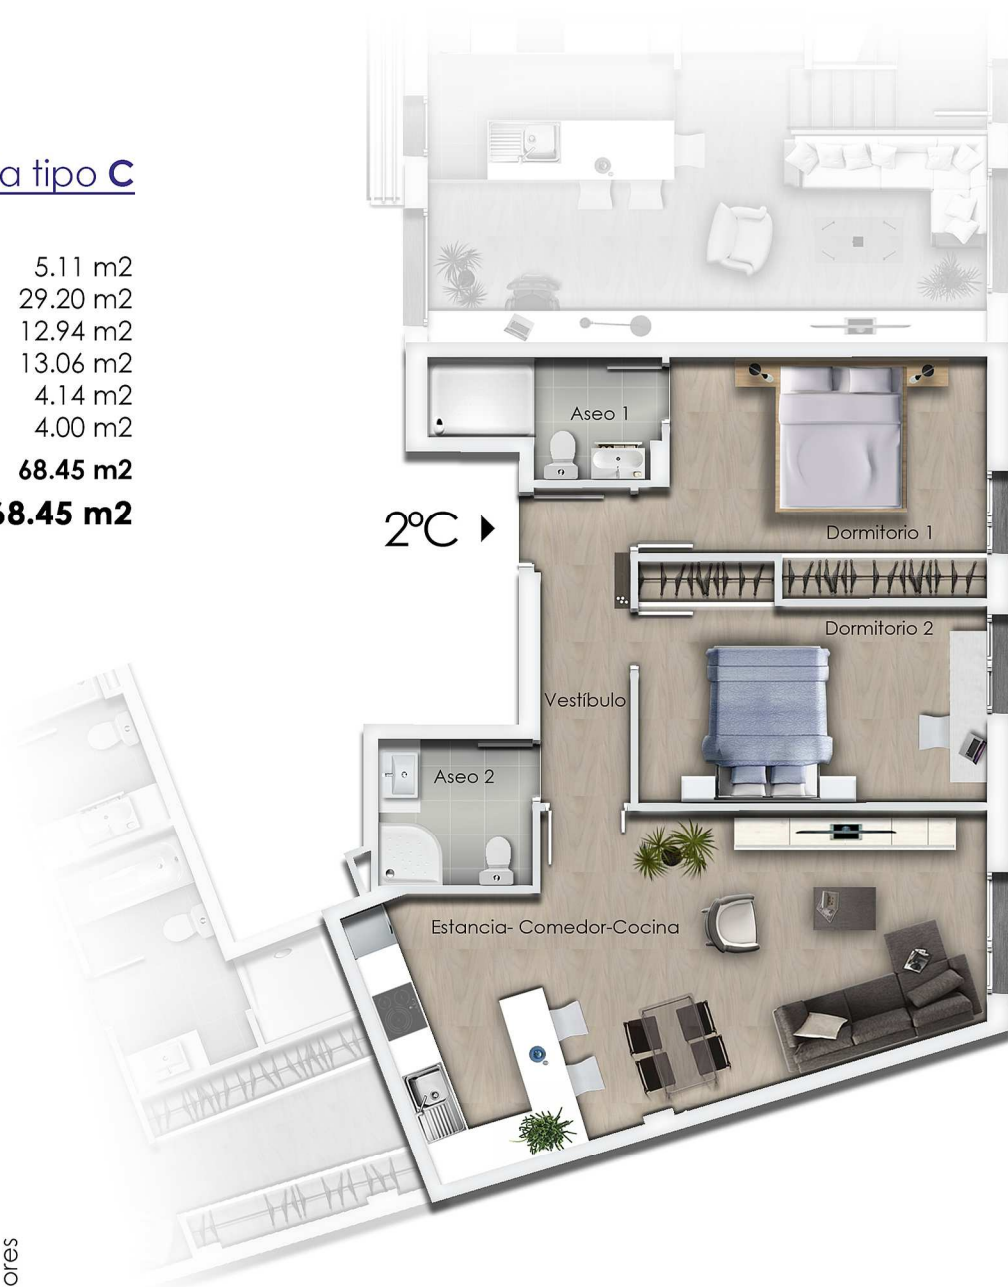 a tipo C
5.11 m2
29.20 m2
12.94 m2
13.06 m2
4.14 m2
4.00 m2
68.45 m2
68.45 m2
Aseo 1
2ºC
Dormitorio 1
Dormitorio 2
Vestíbulo
Aseo 2
Estancia- Comedor-Cocina
ores